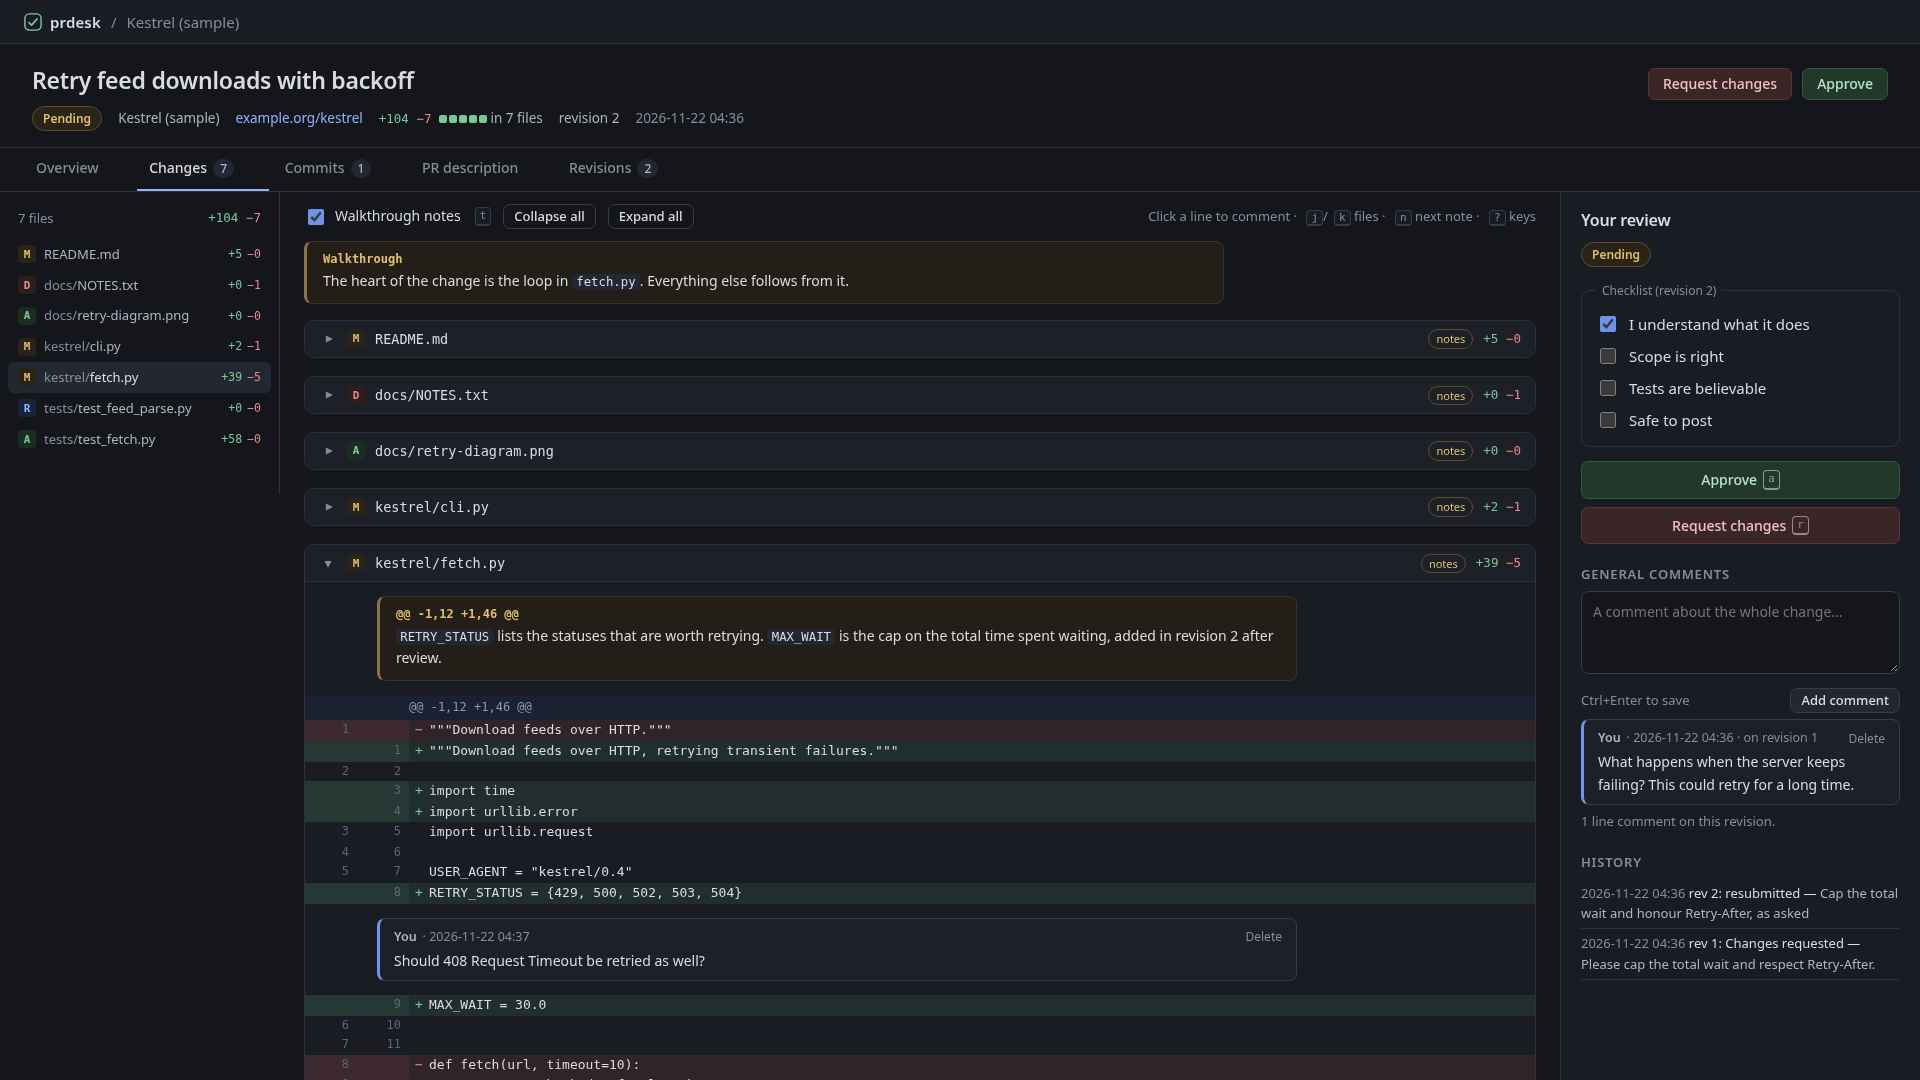 prdesk / Kestrel (sample)
Retry feed downloads with backoff
Request changes
Approve
Pending Kestrel (sample) example.org/kestrel +104 −7 in 7 files revision 2 2026-11-22 04:36
Overview
Changes 7
Commits 1
PR description
Revisions 2
7 files +104 −7
M README.md +5 −0
D docs/NOTES.txt +0 −1
A docs/retry-diagram.png +0 −0
M kestrel/cli.py +2 −1
M kestrel/fetch.py +39 −5
R tests/test_feed_parse.py +0 −0
A tests/test_fetch.py +58 −0
Walkthrough notes t Collapse all Expand all
Click a line to comment · j / k files · n next note · ? keys
Walkthrough
The heart of the change is the loop in fetch.py. Everything else follows from it.
▶ M README.md notes +5 −0
▶ D docs/NOTES.txt notes +0 −1
▶ A docs/retry-diagram.png notes +0 −0
▶ M kestrel/cli.py notes +2 −1
▼ M kestrel/fetch.py notes +39 −5
@@ -1,12 +1,46 @@
RETRY_STATUS lists the statuses that are worth retrying. MAX_WAIT is the cap on the total time spent waiting, added in revision 2 after
review.
@@ -1,12 +1,46 @@
1 − """Download feeds over HTTP."""
1 + """Download feeds over HTTP, retrying transient failures."""
2 2
3 + import time
4 + import urllib.error
3 5 import urllib.request
4 6
5 7 USER_AGENT = "kestrel/0.4"
8 + RETRY_STATUS = {429, 500, 502, 503, 504}
You · 2026-11-22 04:37 Delete
Should 408 Request Timeout be retried as well?
9 + MAX_WAIT = 30.0
6 10
7 11
8 − def fetch(url, timeout=10):
Your review
Pending
Checklist (revision 2)
I understand what it does
Scope is right
Tests are believable
Safe to post
Approve a
Request changes r
GENERAL COMMENTS
A comment about the whole change…
Ctrl+Enter to save Add comment
You · 2026-11-22 04:36 · on revision 1 Delete
What happens when the server keeps
failing? This could retry for a long time.
1 line comment on this revision.
HISTORY
2026-11-22 04:36 rev 2: resubmitted — Cap the total
wait and honour Retry-After, as asked
2026-11-22 04:36 rev 1: Changes requested —
Please cap the total wait and respect Retry-After.